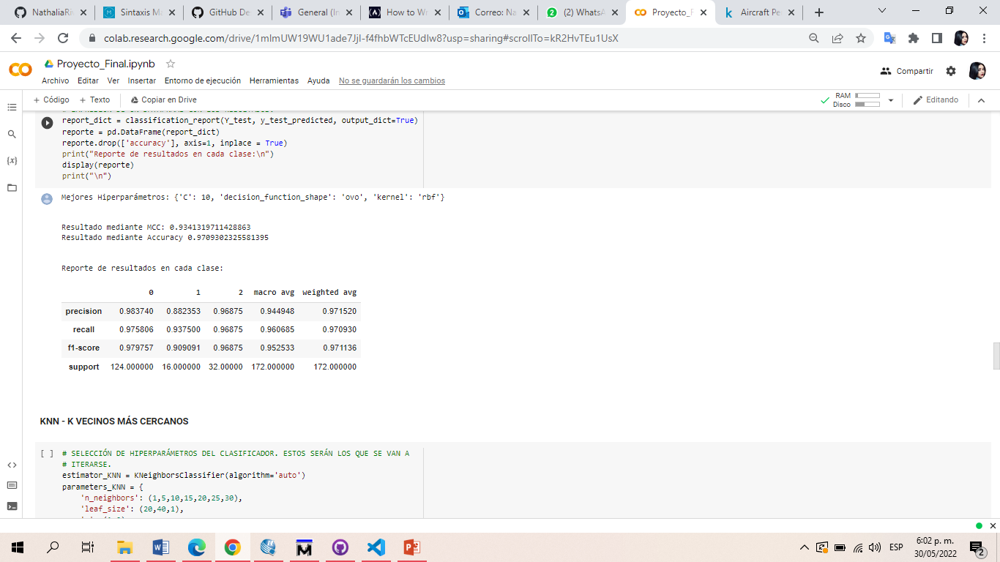 NathaliaRi
Sintaxis Ma
GitHub De
General (In
How to Wr
Correo: Na
(2) WhatsA
Proyecto_F
Aircraft Pe
colab.research.google.com/drive/1mlmUW19WU1ade7JjI-f4fhbWTcEUdIw8?usp=sharing#scrollTo=kR2HvTEu1UsX
Proyecto_Final.ipynb
Archivo Editar Ver Insertar Entorno de ejecución Herramientas Ayuda No se guardarán los cambios
Compartir
+ Código + Texto Copiar en Drive
RAM
Disco
Editando
report_dict = classification_report(Y_test, y_test_predicted, output_dict=True)
reporte = pd.DataFrame(report_dict)
reporte.drop(['accuracy'], axis=1, inplace = True)
print("Reporte de resultados en cada clase:\n")
display(reporte)
print("\n")
Mejores Hiperparámetros: {'C': 10, 'decision_function_shape': 'ovo', 'kernel': 'rbf'}
Resultado mediante MCC: 0.9341319711428863
Resultado mediante Accuracy 0.9709302325581395
Reporte de resultados en cada clase:
0 1 2 macro avg weighted avg
precision 0.983740 0.882353 0.96875 0.944948 0.971520
recall 0.975806 0.937500 0.96875 0.960685 0.970930
f1-score 0.979757 0.909091 0.96875 0.952533 0.971136
support 124.000000 16.000000 32.00000 172.000000 172.000000
KNN - K VECINOS MÁS CERCANOS
[ ] # SELECCIÓN DE HIPERPARÁMETROS DEL CLASIFICADOR. ESTOS SERÁN LOS QUE SE VAN A
# ITERARSE.
estimator_KNN = KNeighborsClassifier(algorithm='auto')
parameters_KNN = {
'n_neighbors': (1,5,10,15,20,25,30),
'leaf_size': (20,40,1),
ESP
6:02 p. m.
30/05/2022
2